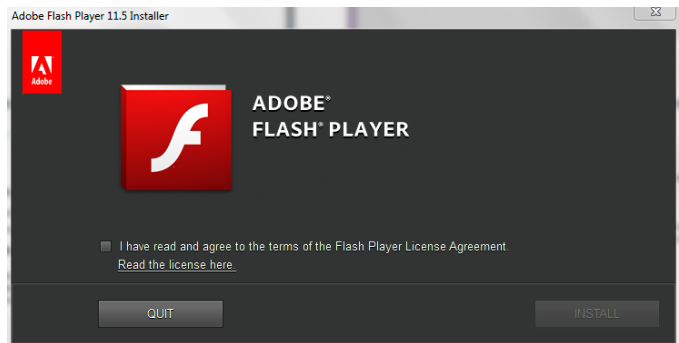 Adobe Flash Player 11.5 Installer
Adobe
ADOBE®
FLASH® PLAYER
I have read and agree to the terms of the Flash Player License Agreement.
Read the license here.
QUIT
INSTALL